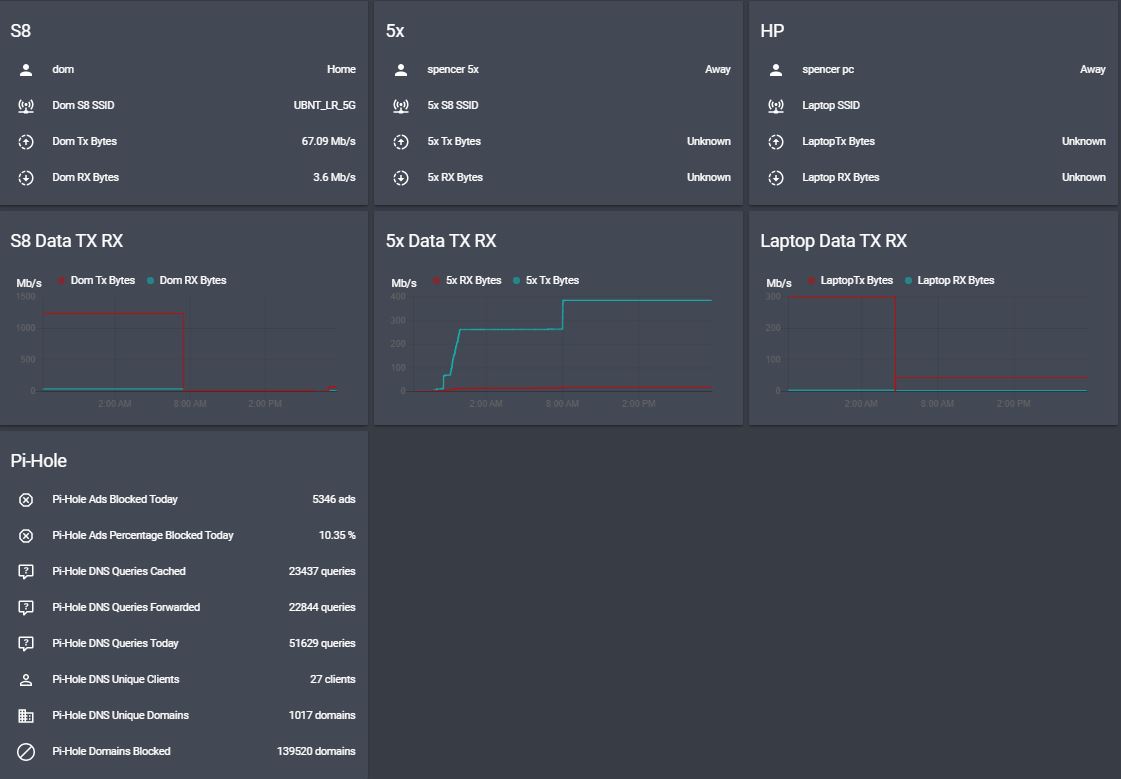 S8
dom Home
Dom S8 SSID UBNT_LR_5G
Dom Tx Bytes 67.09 Mb/s
Dom RX Bytes 3.6 Mb/s
5x
spencer 5x Away
5x S8 SSID
5x Tx Bytes Unknown
5x RX Bytes Unknown
HP
spencer pc Away
Laptop SSID
LaptopTx Bytes Unknown
Laptop RX Bytes Unknown
S8 Data TX RX
Mb/s Dom Tx Bytes Dom RX Bytes
1500
1000
500
0
2:00 AM 8:00 AM 2:00 PM
5x Data TX RX
Mb/s 5x RX Bytes 5x Tx Bytes
400
300
200
100
0
2:00 AM 8:00 AM 2:00 PM
Laptop Data TX RX
Mb/s LaptopTx Bytes Laptop RX Bytes
300
200
100
0
2:00 AM 8:00 AM 2:00 PM
Pi-Hole
Pi-Hole Ads Blocked Today 5346 ads
Pi-Hole Ads Percentage Blocked Today 10.35 %
Pi-Hole DNS Queries Cached 23437 queries
Pi-Hole DNS Queries Forwarded 22844 queries
Pi-Hole DNS Queries Today 51629 queries
Pi-Hole DNS Unique Clients 27 clients
Pi-Hole DNS Unique Domains 1017 domains
Pi-Hole Domains Blocked 139520 domains